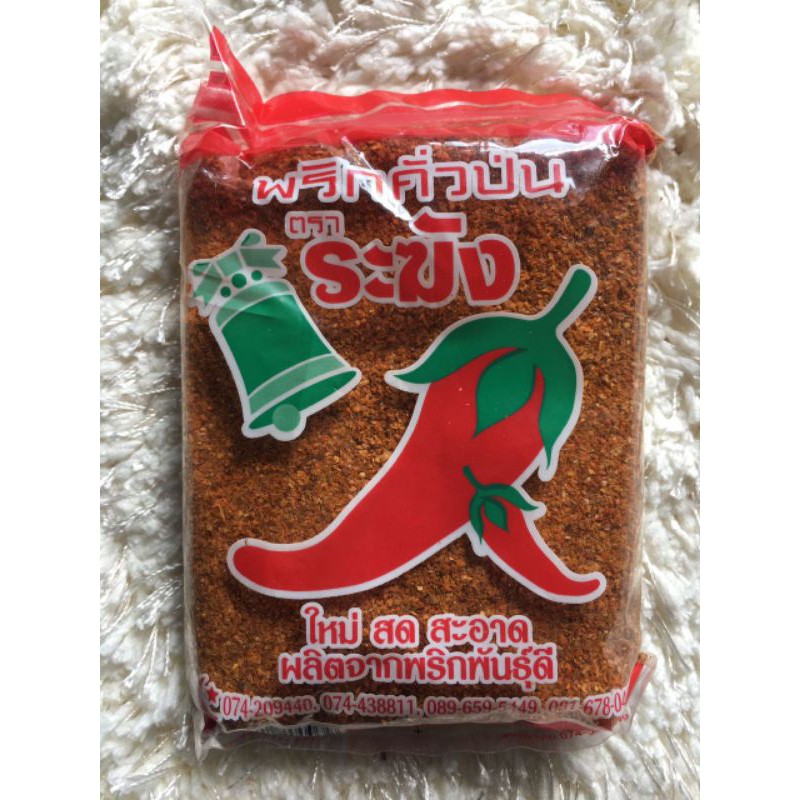 พริกคั่วป่น
ตรา
ระฆัง
ใหม่ สด สะอาด
ผลิตจากพริกพันธุ์ดี
074-209440, 074-438811, 089-659-5449,